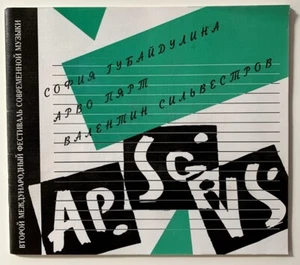 ВТОРОЙ МЕЖДУНАРОДНЫЙ ФЕСТИВАЛЬ СОВРЕМЕННОЙ МУЗЫКИ
СОФИЯ ГУБАЙДУЛИНА
АРВО ПЯРТ
ВАЛЕНТИН СИЛЬВЕСТРОВ
AP. SG. VS.